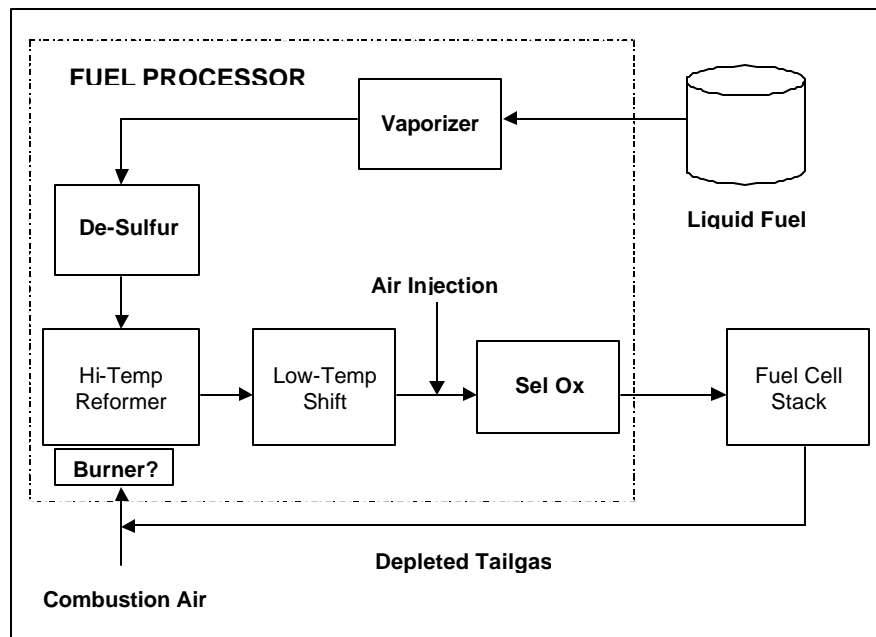 FUEL PROCESSOR
Vaporizer
De-Sulfur
Liquid Fuel
Air Injection
Hi-Temp
Reformer
Low-Temp
Shift
Sel Ox
Fuel Cell
Stack
Burner?
Depleted Tailgas
Combustion Air